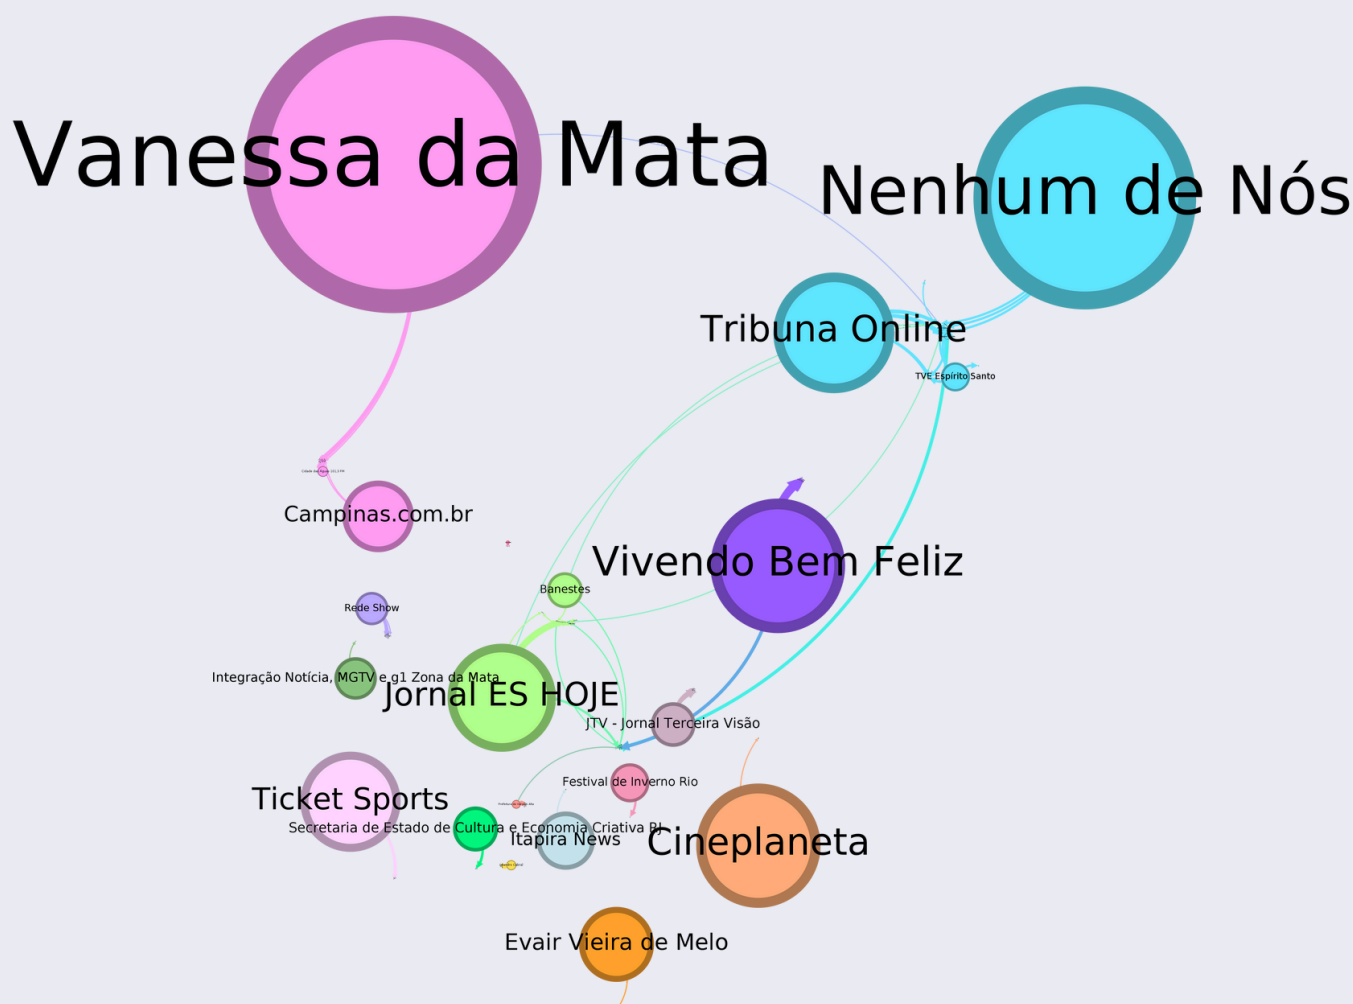 Vanessa da Mata
Nenhum de Nós
Tribuna Online
TVE Espírito Santo
Campinas.com.br
Vivendo Bem Feliz
Banestes
Rede Show
Integração Notícia, MGTV e g1 Zona da Mata
Jornal ES HOJE
JTV - Jornal Terceira Visão
Festival de Inverno Rio
Ticket Sports
Secretaria de Estado de Cultura e Economia Criativa RJ
Itapira News
Cineplaneta
Evair Vieira de Melo